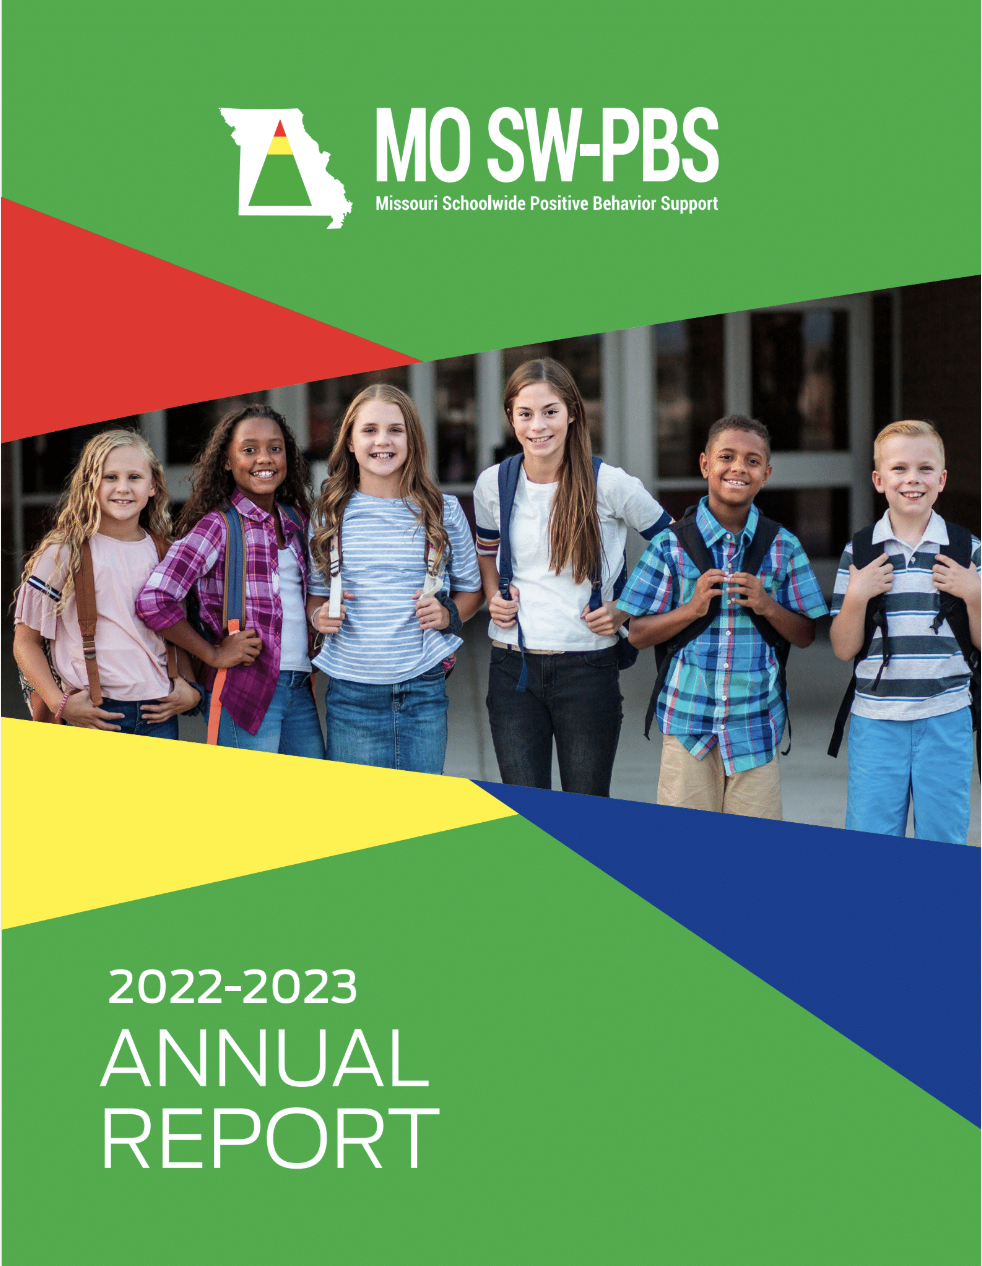 MO SW-PBS
Missouri Schoolwide Positive Behavior Support
2022-2023
ANNUAL
REPORT